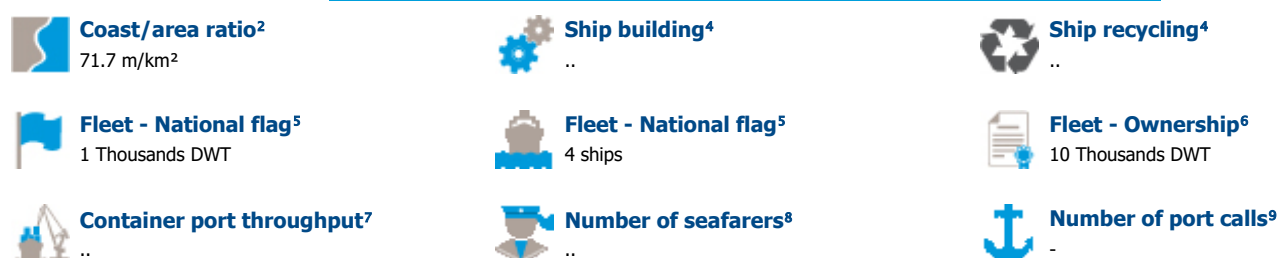 Coast/area ratio²
71.7 m/km²
Ship building⁴
..
Ship recycling⁴
..
Fleet - National flag⁵
1 Thousands DWT
Fleet - National flag⁵
4 ships
Fleet - Ownership⁶
10 Thousands DWT
Container port throughput⁷
..
Number of seafarers⁸
..
Number of port calls⁹
-